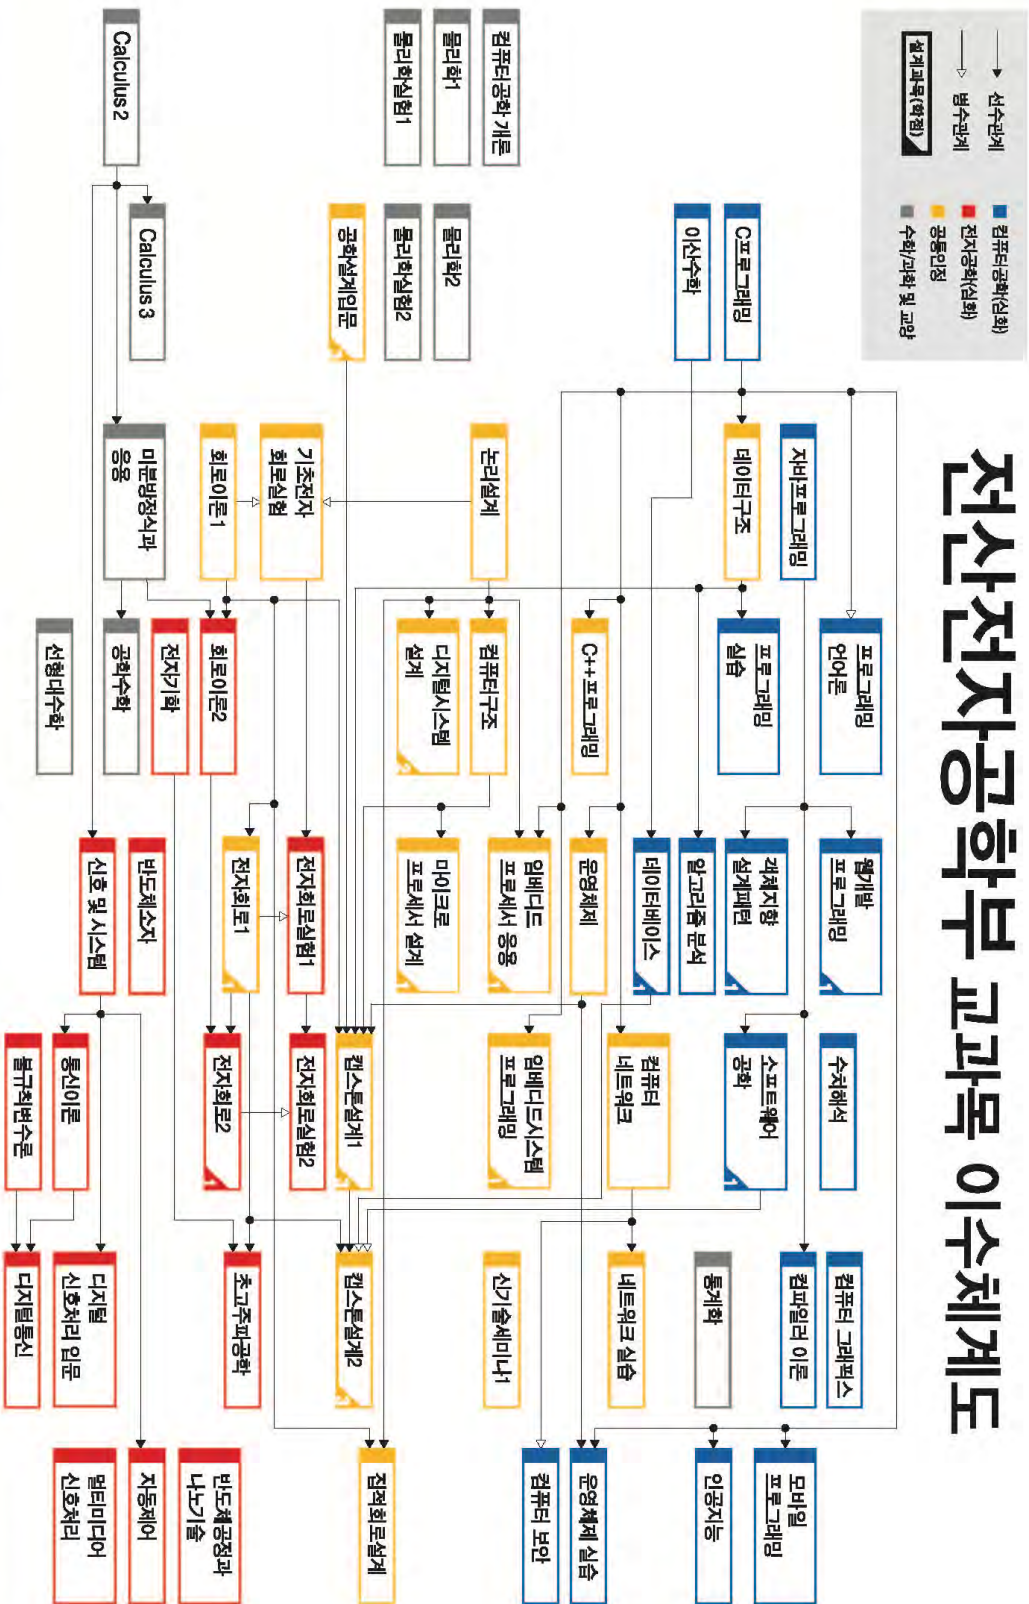 전산전자공학부 교과목 이수체계도
선수관계
병수관계
설계과목(학점)
컴퓨터공학(심화)
전자공학(심화)
공통인정
수학/과학 및 교양
컴퓨터공학 개론
물리학1
물리학실험1
Calculus 2
C프로그래밍
이산수학
물리학2
물리학실험2
공학설계입문
Calculus 3
자바프로그래밍
데이터구조
논리설계
기초전자
회로실험
회로이론 1
미분방정식과
응용
프로그래밍
언어론
프로그래밍
실습
C++프로그래밍
컴퓨터구조
디지털시스템
설계
회로이론2
전자기학
공학수학
선형대수학
웹개발
프로그래밍
객체지향
설계패턴
알고리즘 분석
데이터베이스
운영체제
임베디드
프로세서 응용
마이크로
프로세서 설계
전자회로실험1
전자회로1
반도체소자
신호 및 시스템
수치해석
소프트웨어
공학
컴퓨터
네트워크
임베디드시스템
프로그래밍
캡스톤설계1
전자회로실험2
전자회로2
통신이론
불규칙변수론
컴퓨터 그래픽스
컴파일러 이론
통계학
네트워크 실습
신기술세미나1
캡스톤설계2
초고주파공학
디지털
신호처리 입문
디지털통신
모바일
프로그래밍
인공지능
운영체제 실습
컴퓨터 보안
집적회로설계
반도체공정과
나노기술
자동제어
멀티미디어
신호처리